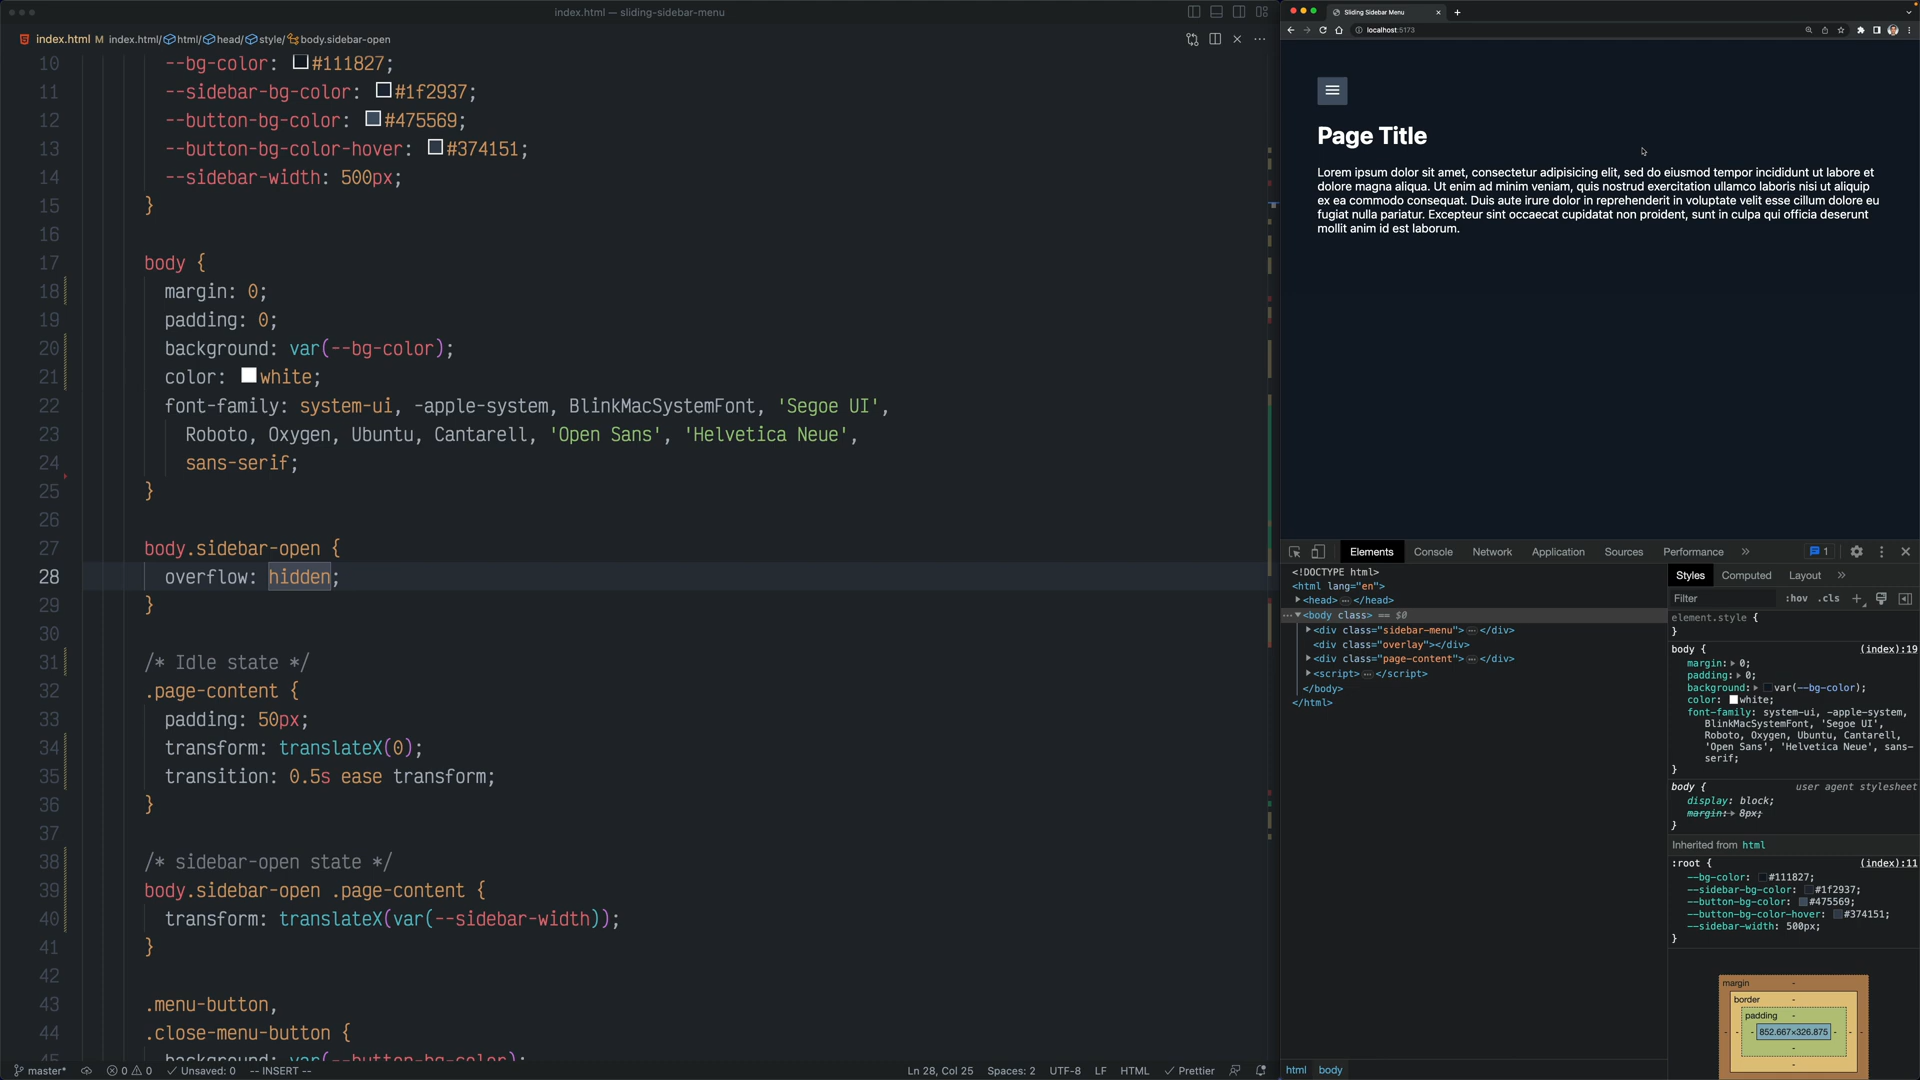 index.html — sliding-sidebar-menu
index.html M index.html/html/head/style/body.sidebar-open
10 --bg-color: #111827;
11 --sidebar-bg-color: #1f2937;
12 --button-bg-color: #475569;
13 --button-bg-color-hover: #374151;
14 --sidebar-width: 500px;
15 }
16
17 body {
18 margin: 0;
19 padding: 0;
20 background: var(--bg-color);
21 color: white;
22 font-family: system-ui, -apple-system, BlinkMacSystemFont, 'Segoe UI',
23 Roboto, Oxygen, Ubuntu, Cantarell, 'Open Sans', 'Helvetica Neue',
24 sans-serif;
25 }
26
27 body.sidebar-open {
28 overflow: hidden;
29 }
30
31 /* Idle state */
32 .page-content {
33 padding: 50px;
34 transform: translateX(0);
35 transition: 0.5s ease transform;
36 }
37
38 /* sidebar-open state */
39 body.sidebar-open .page-content {
40 transform: translateX(var(--sidebar-width));
41 }
42
43 .menu-button,
44 .close-menu-button {
45 background: var(--button-bg-color);
master* 0 0 Unsaved: 0 -- INSERT -- Ln 28, Col 25 Spaces: 2 UTF-8 LF HTML Prettier
Sliding Sidebar Menu
localhost:5173
Page Title
Lorem ipsum dolor sit amet, consectetur adipisicing elit, sed do eiusmod tempor incididunt ut labore et
dolore magna aliqua. Ut enim ad minim veniam, quis nostrud exercitation ullamco laboris nisi ut aliquip
ex ea commodo consequat. Duis aute irure dolor in reprehenderit in voluptate velit esse cillum dolore eu
fugiat nulla pariatur. Excepteur sint occaecat cupidatat non proident, sunt in culpa qui officia deserunt
mollit anim id est laborum.
Elements Console Network Application Sources Performance » 1
<!DOCTYPE html>
<html lang="en">
<head> … </head>
<body class> == $0
<div class="sidebar-menu"> … </div>
<div class="overlay"></div>
<div class="page-content"> … </div>
<script> … </script>
</body>
</html>
html body
Styles Computed Layout »
Filter :hov .cls +
element.style {
}
body { (index):19
margin: 0;
padding: 0;
background: var(--bg-color);
color: white;
font-family: system-ui, -apple-system,
BlinkMacSystemFont, 'Segoe UI',
Roboto, Oxygen, Ubuntu, Cantarell,
'Open Sans', 'Helvetica Neue', sans-
serif;
}
body { user agent stylesheet
display: block;
margin: 8px;
}
Inherited from html
:root { (index):11
--bg-color: #111827;
--sidebar-bg-color: #1f2937;
--button-bg-color: #475569;
--button-bg-color-hover: #374151;
--sidebar-width: 500px;
}
margin -
border -
padding -
- - - 852.667×326.875 - - -
-
-
-